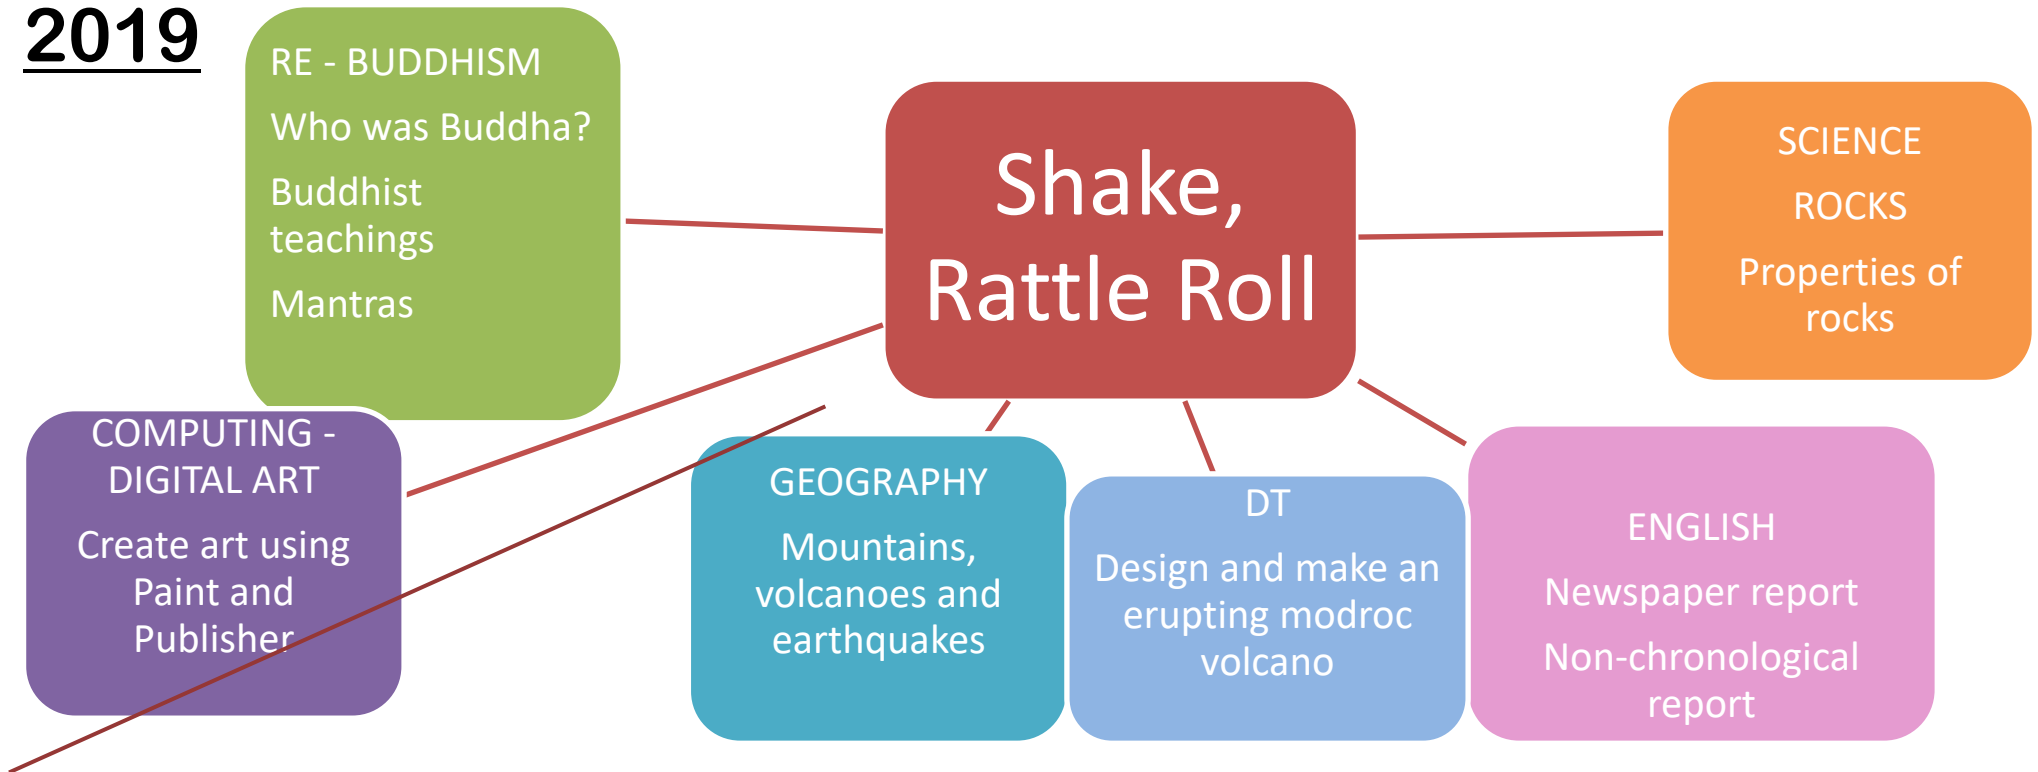 2019
RE - BUDDHISM
Who was Buddha?
Buddhist
teachings
Mantras
Shake,
Rattle Roll
SCIENCE
ROCKS
Properties of
rocks
COMPUTING -
DIGITAL ART
Create art using
Paint and
Publisher
GEOGRAPHY
Mountains,
volcanoes and
earthquakes
DT
Design and make an
erupting modroc
volcano
ENGLISH
Newspaper report
Non-chronological
report